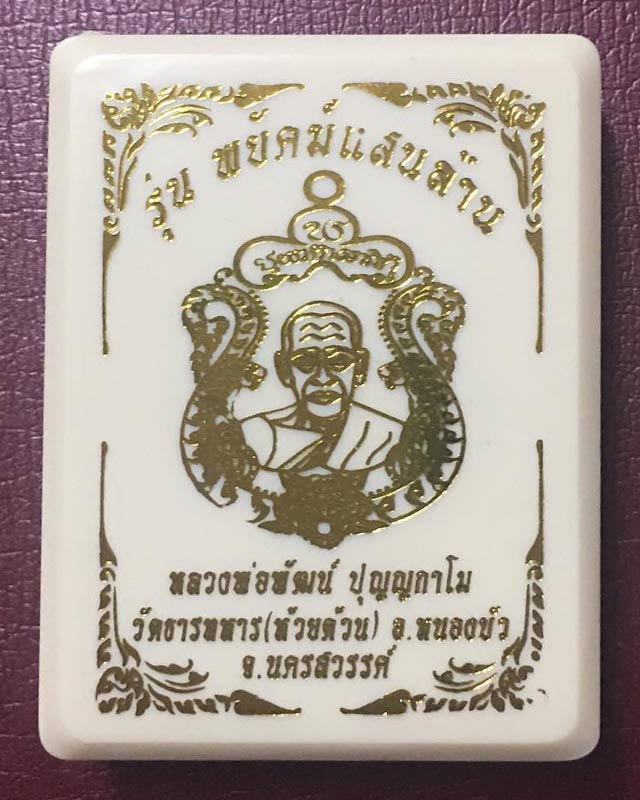 รุ่น พยัคฆ์แสนล้าน
หลวงพ่อพัฒน์ ปุญญกาโม
วัดธารทหาร(ห้วยด้วน) อ.หนองบัว
จ.นครสวรรค์